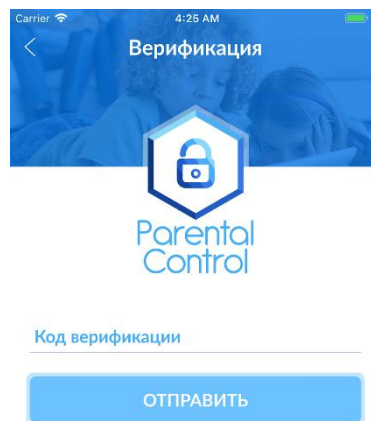 Carrier 4:25 AM
Верификация
Parental
Control
Код верификации
ОТПРАВИТЬ